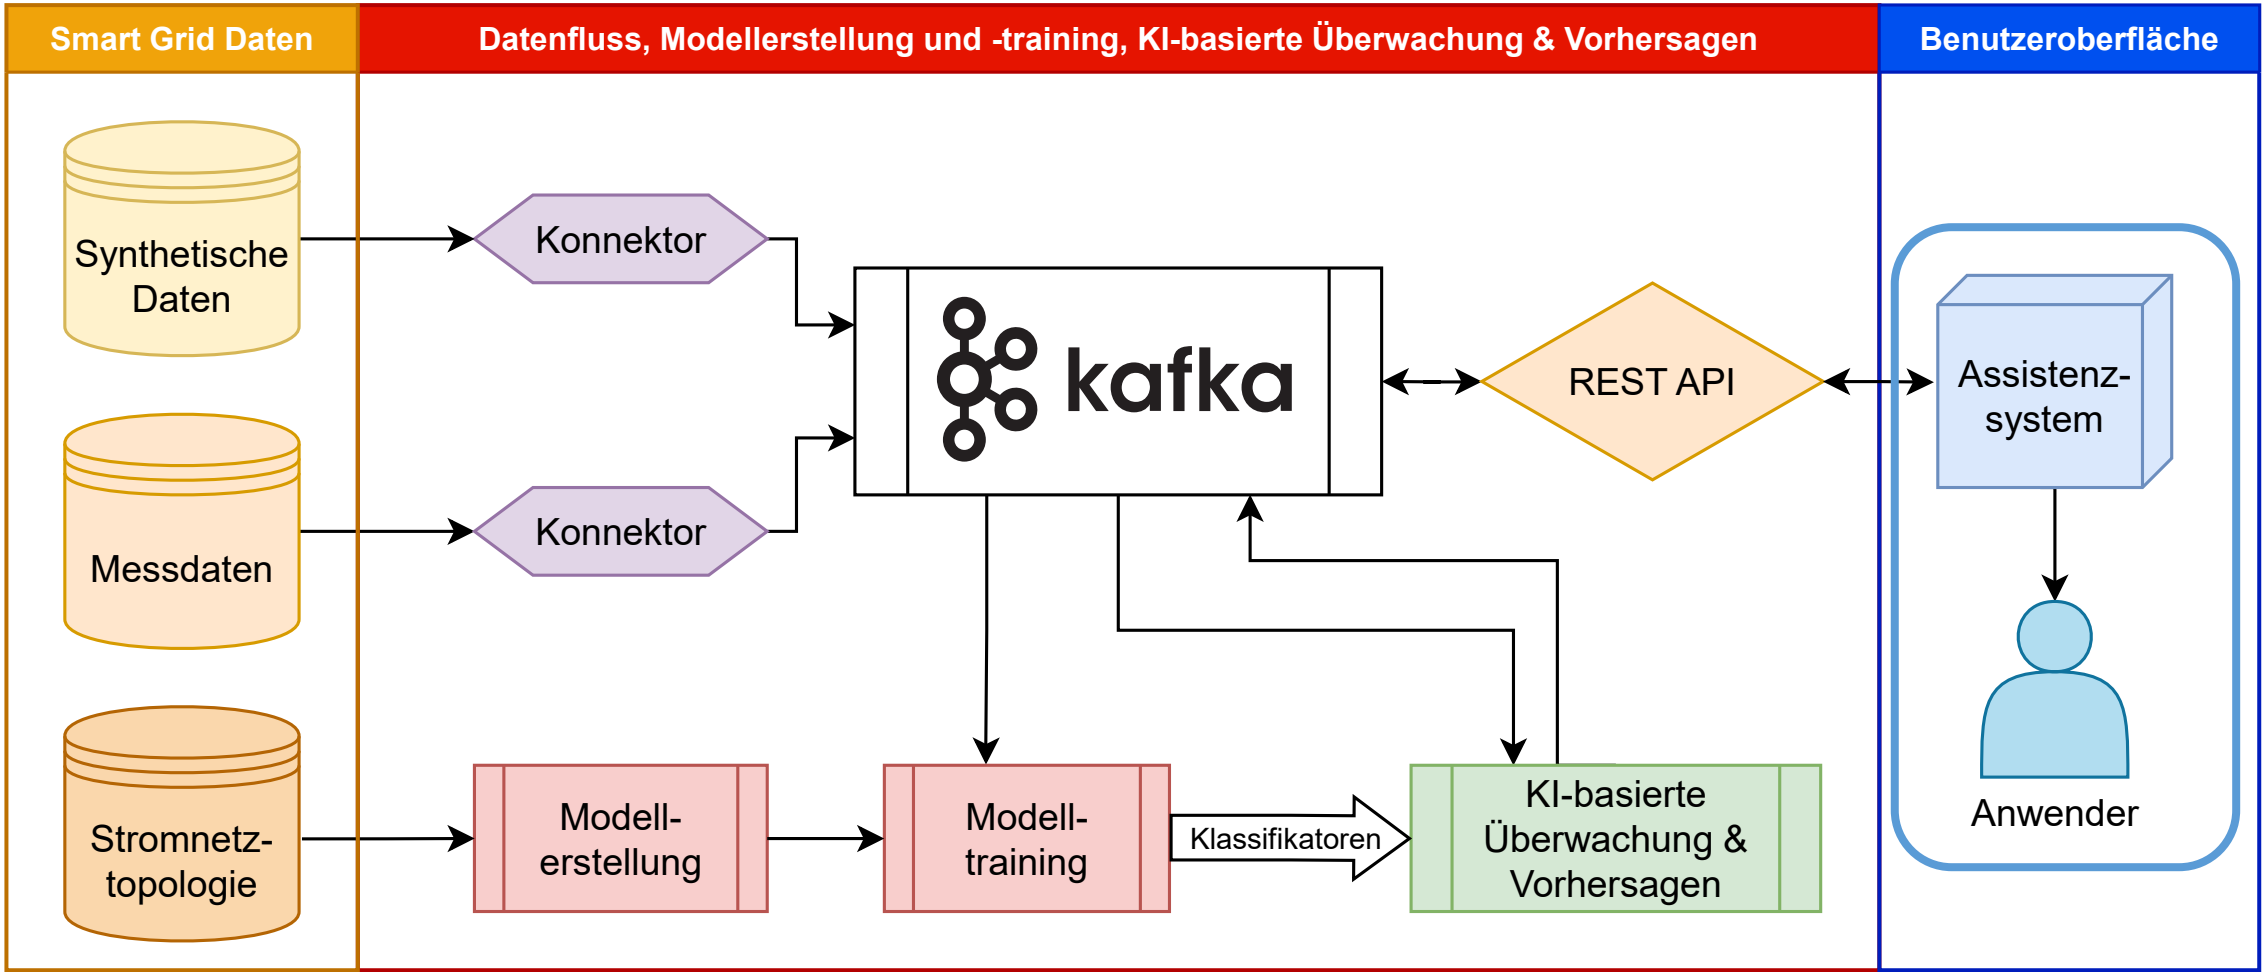 Smart Grid Daten
Datenfluss, Modellerstellung und -training, KI-basierte Überwachung & Vorhersagen
Benutzeroberfläche
Synthetische
Daten
Konnektor
kafka
REST API
Assistenz-
system
Messdaten
Konnektor
Stromnetz-
topologie
Modell-
erstellung
Modell-
training
Klassifikatoren
KI-basierte
Überwachung &
Vorhersagen
Anwender